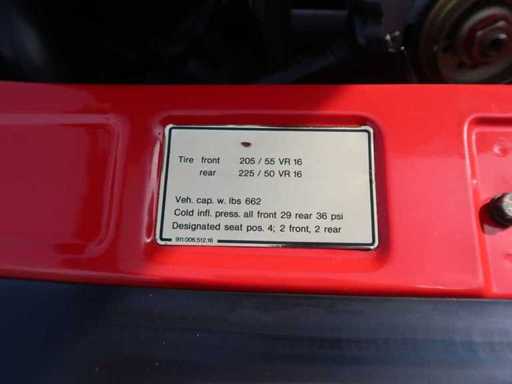 Tire front 205 / 55 VR 16
rear 225 / 50 VR 16
Veh. cap. w. lbs 662
Cold infl. press. all front 29 rear 36 psi
Designated seat pos. 4; 2 front, 2 rear
911.006.512.16